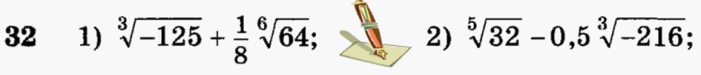 32 1) ∛−125 + 1/8 ⁶√64; 2) ⁵√32 − 0,5 ∛−216;